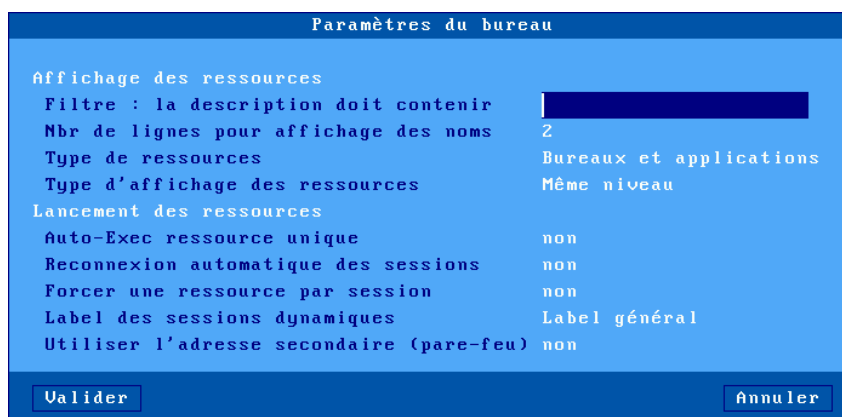 Paramètres du bureau
Affichage des ressources
Filtre : la description doit contenir
Nbr de lignes pour affichage des noms 2
Type de ressources Bureaux et applications
Type d'affichage des ressources Même niveau
Lancement des ressources
Auto-Exec ressource unique non
Reconnexion automatique des sessions non
Forcer une ressource par session non
Label des sessions dynamiques Label général
Utiliser l'adresse secondaire (pare-feu) non
Valider Annuler